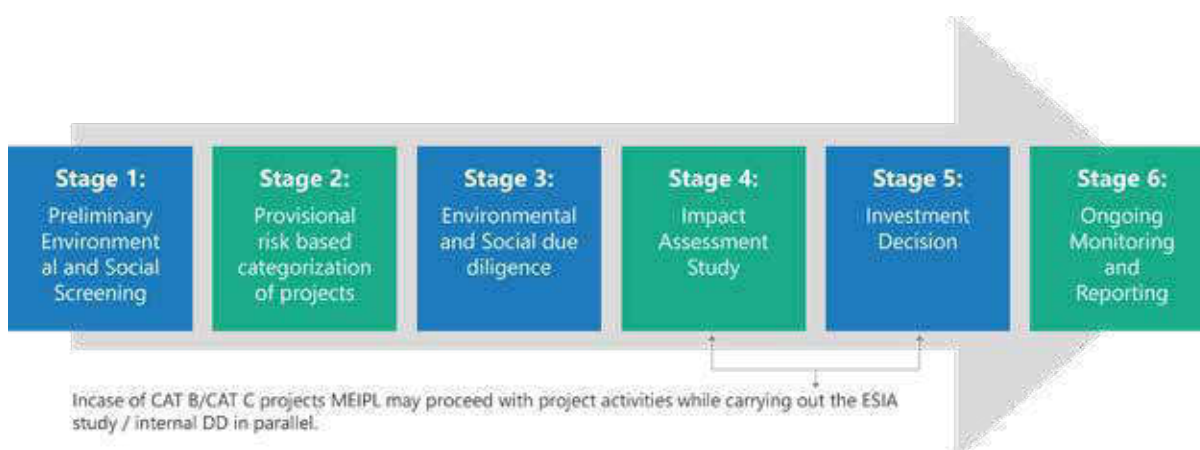 Stage 1:
Preliminary
Environment
al and Social
Screening
Stage 2:
Provisional
risk based
categorization
of projects
Stage 3:
Environmental
and Social due
diligence
Stage 4:
Impact
Assessment
Study
Stage 5:
Investment
Decision
Stage 6:
Ongoing
Monitoring
and
Reporting
Incase of CAT B/CAT C projects MEIPL may proceed with project activities while carrying out the ESIA
study / internal DD in parallel.